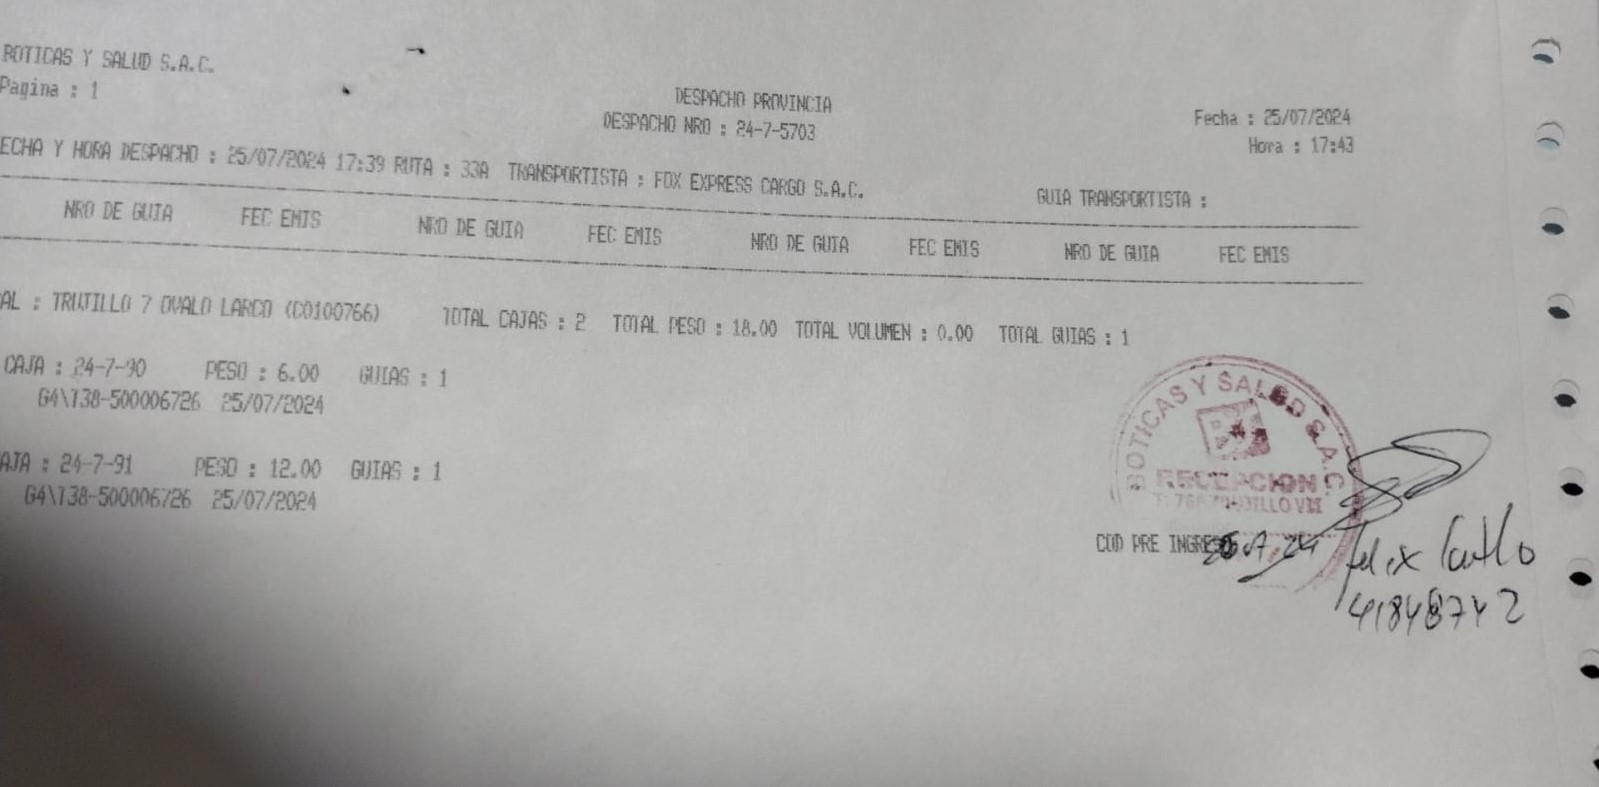 BOTICAS Y SALUD S.A.C.
Pagina : 1
DESPACHO PROVINCIA
DESPACHO NRO : 24-7-5703
Fecha : 25/07/2024
Hora : 17:43
ECHA Y HORA DESPACHO : 25/07/2024 17:39 RUTA : 33A TRANSPORTISTA : FOX EXPRESS CARGO S.A.C. GUIA TRANSPORTISTA :
NRO DE GUIA FEC EMIS NRO DE GUIA FEC EMIS NRO DE GUIA FEC EMIS NRO DE GUIA FEC EMIS
AL : TRUJILLO 7 OVALO LARCO (CO100766) TOTAL CAJAS : 2 TOTAL PESO : 18.00 TOTAL VOLUMEN : 0.00 TOTAL GUIAS : 1
CAJA : 24-7-90 PESO : 6.00 GUIAS : 1
G4\T38-500006726 25/07/2024
AJA : 24-7-91 PESO : 12.00 GUIAS : 1
G4\T38-500006726 25/07/2024
BOTICAS Y SALUD S.A.C.
RECEPCION
TRUJILLO VII
COD PRE INGRESO
felix
41848742